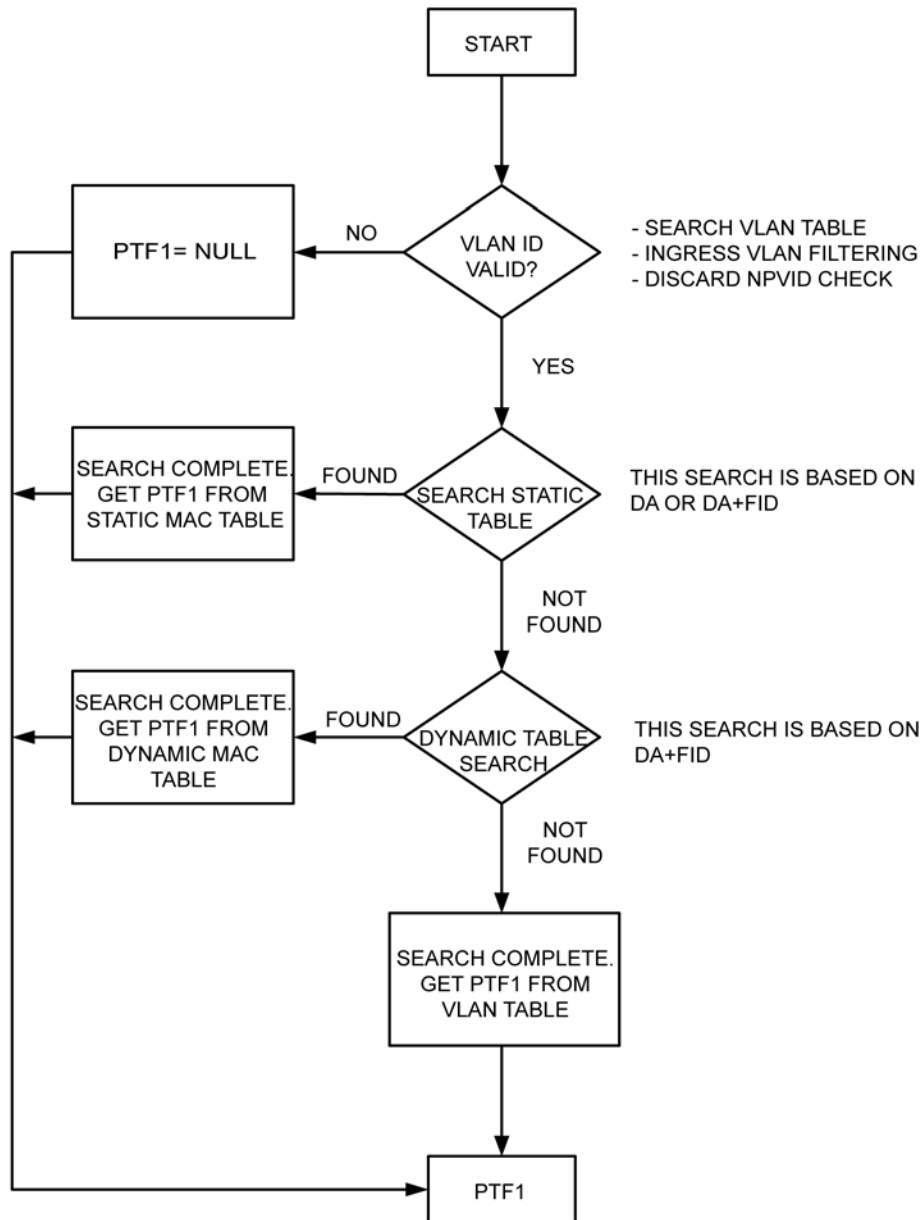 START
PTF1= NULL
NO
VLAN ID
VALID?
- SEARCH VLAN TABLE
- INGRESS VLAN FILTERING
- DISCARD NPVID CHECK
YES
SEARCH COMPLETE.
GET PTF1 FROM
STATIC MAC TABLE
FOUND
SEARCH STATIC
TABLE
THIS SEARCH IS BASED ON
DA OR DA+FID
NOT
FOUND
SEARCH COMPLETE.
GET PTF1 FROM
DYNAMIC MAC
TABLE
FOUND
DYNAMIC TABLE
SEARCH
THIS SEARCH IS BASED ON
DA+FID
NOT
FOUND
SEARCH COMPLETE.
GET PTF1 FROM
VLAN TABLE
PTF1